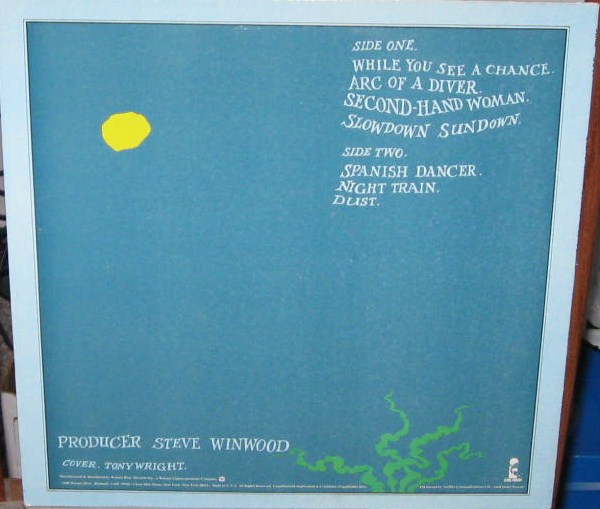 SIDE ONE.
WHILE YOU SEE A CHANCE.
ARC OF A DIVER.
SECOND-HAND WOMAN.
SLOWDOWN SUNDOWN.
SIDE TWO.
SPANISH DANCER.
NIGHT TRAIN.
DUST.
PRODUCER STEVE WINWOOD
COVER. TONY WRIGHT.